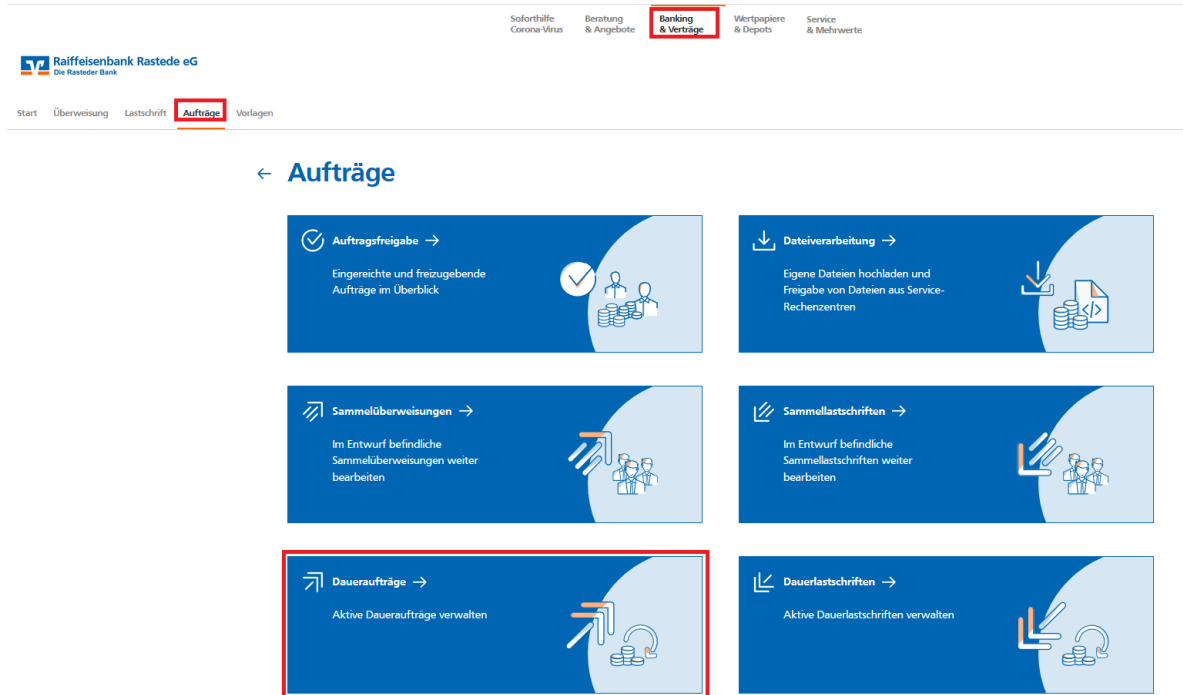 Soforthilfe
Corona-Virus
Beratung
& Angebote
Banking
& Verträge
Wertpapiere
& Depots
Service
& Mehrwerte
Raiffeisenbank Rastede eG
Die Rasteder Bank
Start Überweisung Lastschrift Aufträge Vorlagen
← Aufträge
Auftragsfreigabe →
Eingereichte und freizugebende
Aufträge im Überblick
Dateiverarbeitung →
Eigene Dateien hochladen und
Freigabe von Dateien aus Service-
Rechenzentren
Sammelüberweisungen →
Im Entwurf befindliche
Sammelüberweisungen weiter
bearbeiten
Sammellastschriften →
Im Entwurf befindliche
Sammellastschriften weiter
bearbeiten
Daueraufträge →
Aktive Daueraufträge verwalten
Dauerlastschriften →
Aktive Dauerlastschriften verwalten